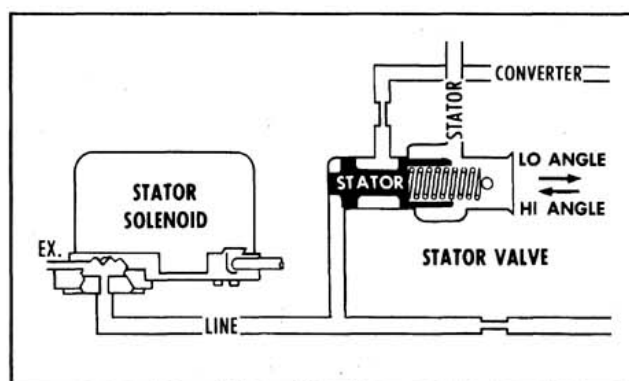 CONVERTER
STATOR
LO ANGLE
HI ANGLE
STATOR
STATOR
SOLENOID
EX.
STATOR VALVE
LINE